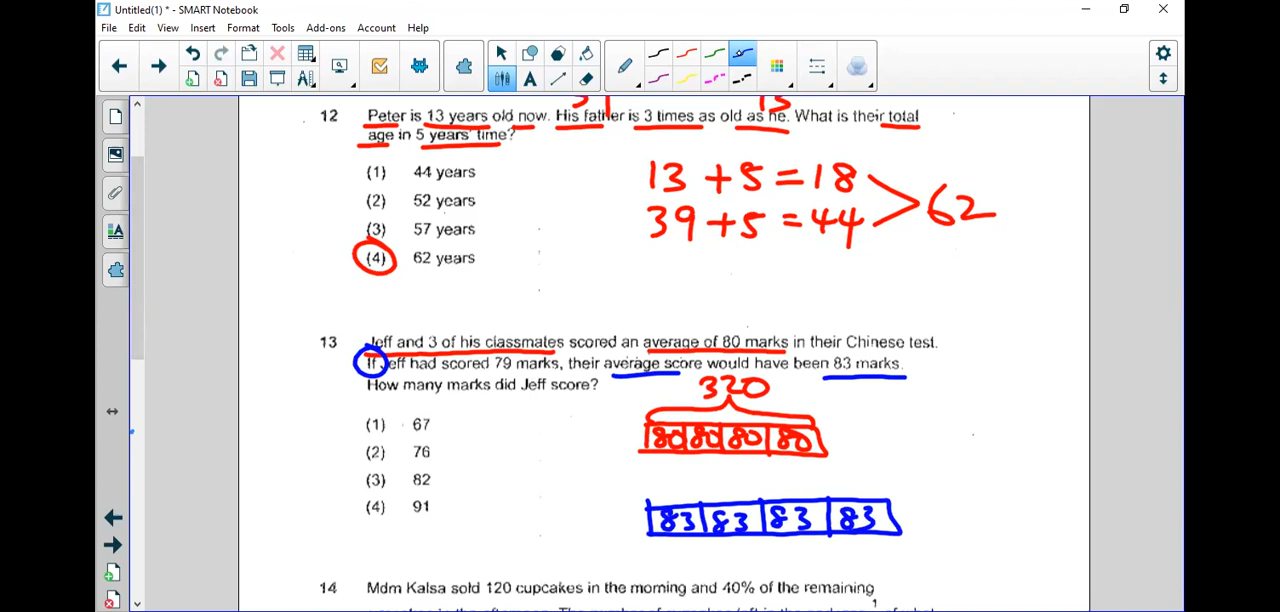 Untitled(1) * - SMART Notebook
File Edit View Insert Format Tools Add-ons Account Help
12 Peter is 13 years old now. His father is 3 times as old as he. What is their total
age in 5 years' time?
(1) 44 years
(2) 52 years
(3) 57 years
(4) 62 years
13 + 5 = 18
39 + 5 = 44
62
13 Jeff and 3 of his classmates scored an average of 80 marks in their Chinese test.
If Jeff had scored 79 marks, their average score would have been 83 marks.
How many marks did Jeff score?
(1) 67
(2) 76
(3) 82
(4) 91
320
80 80 80 80
83 83 83 83
14 Mdm Kalsa sold 120 cupcakes in the morning and 40% of the remaining